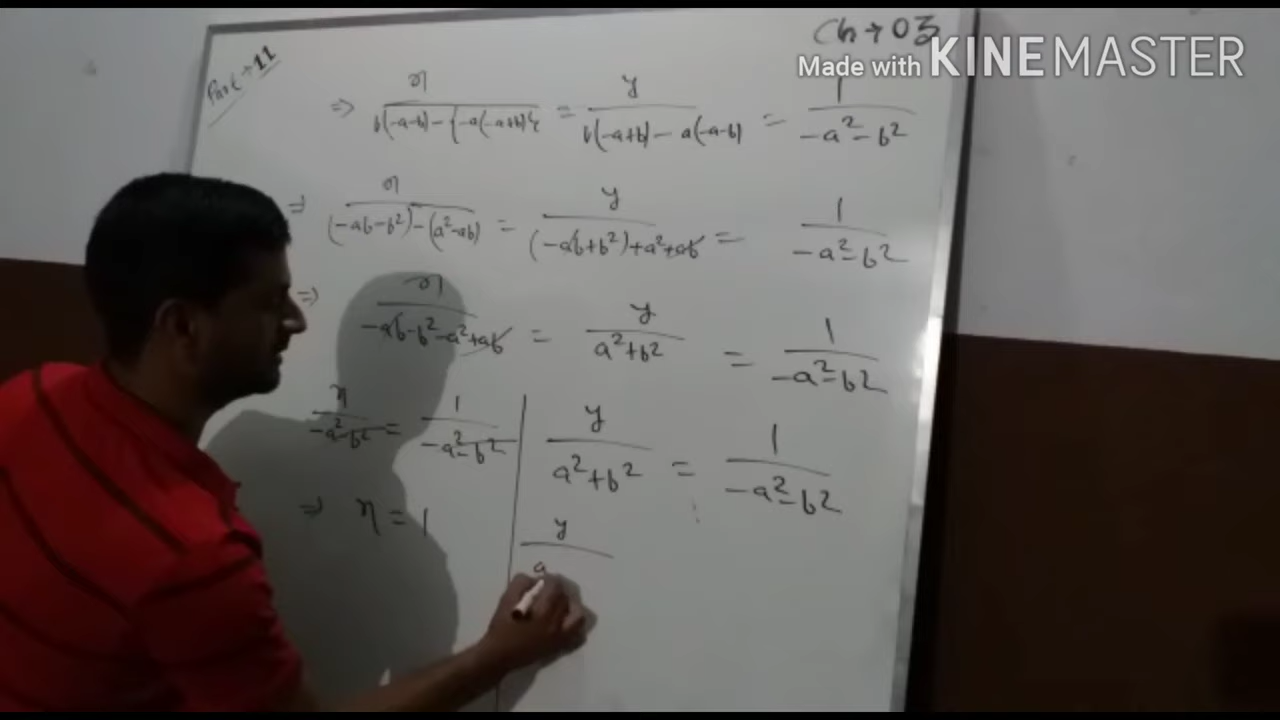 Ch → 03
Made with KINEMASTER
Part → 11
⇒ x/(b(-a-b) - {-a(-a+b)}) = y/(b(-a+b) - a(-a-b)) = 1/(-a²-b²)
⇒ x/((-ab-b²)-(a²-ab)) = y/((-ab+b²)+a²+ab) = 1/(-a²-b²)
⇒ x/(-ab-b²-a²+ab) = y/(a²+b²) = 1/(-a²-b²)
x/(-a²-b²) = 1/(-a²-b²) | y/(a²+b²) = 1/(-a²-b²)
⇒ x = 1 | y/a